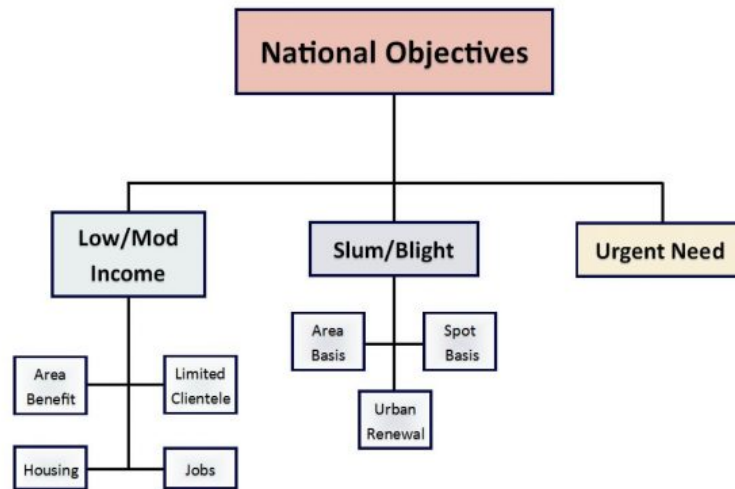 National Objectives
Low/Mod
Income
Slum/Blight
Urgent Need
Area
Benefit
Limited
Clientele
Housing
Jobs
Area
Basis
Spot
Basis
Urban
Renewal